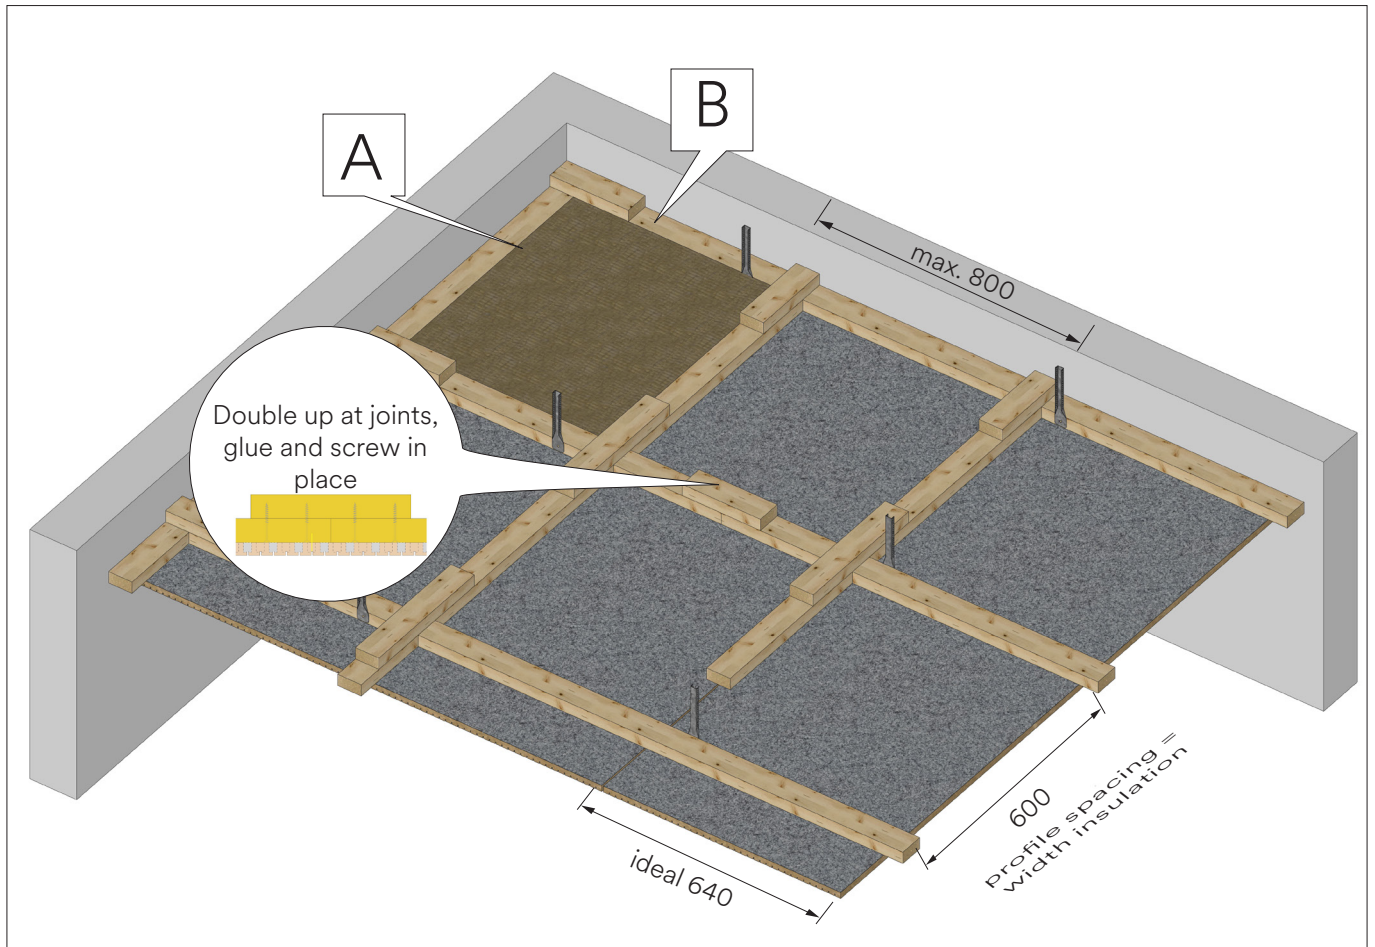 A
B
max. 800
Double up at joints,
glue and screw in
place
600
profile spacing =
width insulation
ideal 640